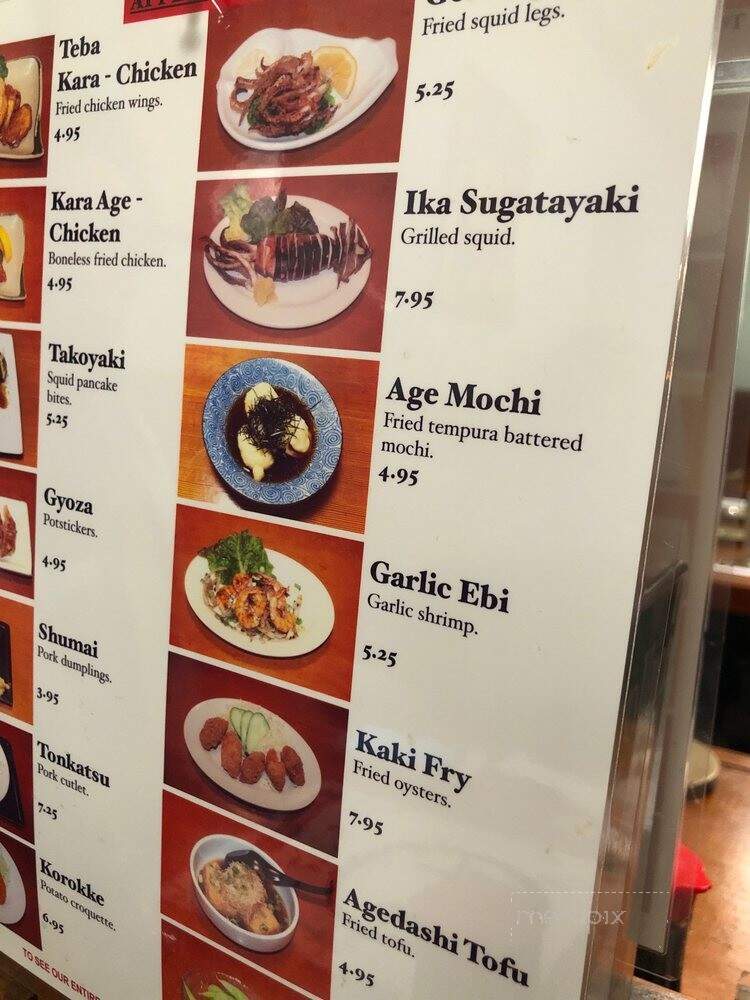 Teba
Kara - Chicken
Fried chicken wings.
4.95
Kara Age -
Chicken
Boneless fried chicken.
4.95
Takoyaki
Squid pancake
bites.
5.25
Gyoza
Potstickers.
4.95
Shumai
Pork dumplings.
3.95
Tonkatsu
Pork cutlet.
7.25
Korokke
Potato croquette.
6.95
TO SEE OUR ENTIRE
Fried squid legs.
5.25
Ika Sugatayaki
Grilled squid.
7.95
Age Mochi
Fried tempura battered
mochi.
4.95
Garlic Ebi
Garlic shrimp.
5.25
Kaki Fry
Fried oysters.
7.95
Agedashi Tofu
Fried tofu.
4.95